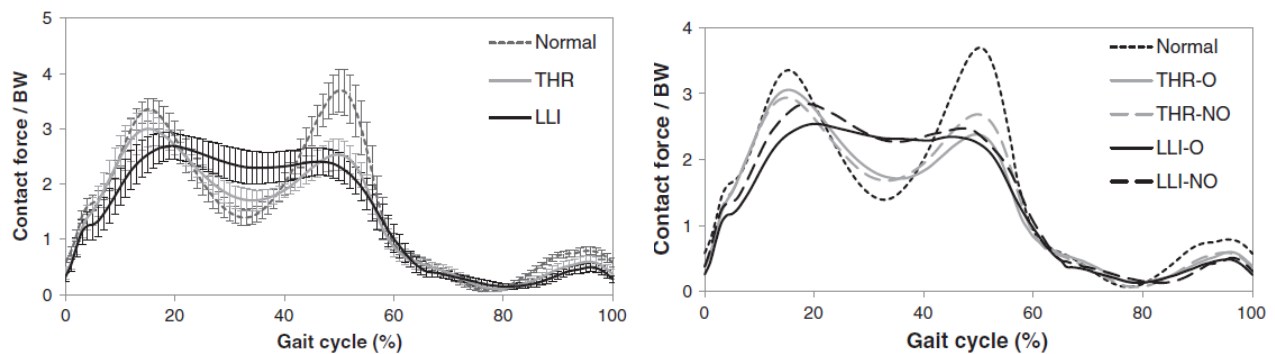 5
4
3
2
1
0
Contact force / BW
0 20 40 60 80 100
Gait cycle (%)
Normal
THR
LLI
4
3
2
1
0
Contact force / BW
0 20 40 60 80 100
Gait cycle (%)
Normal
THR-O
THR-NO
LLI-O
LLI-NO